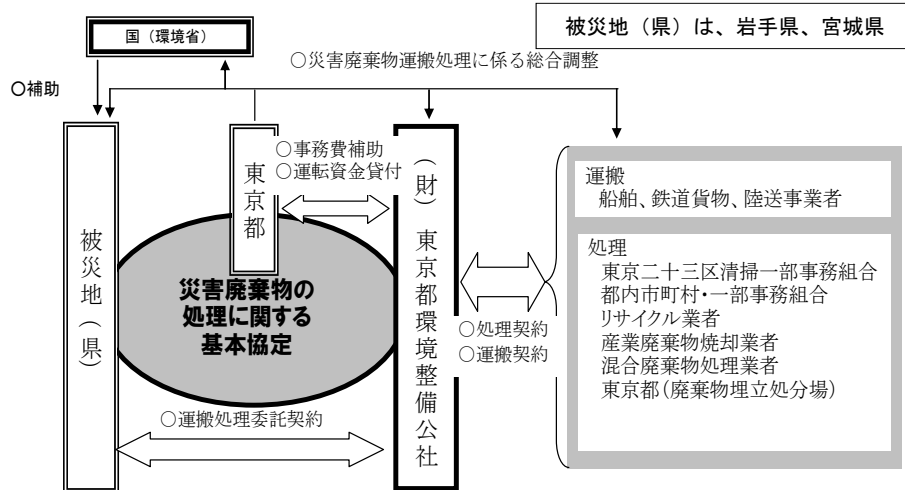 被災地（県）は、岩手県、宮城県
国（環境省）
○災害廃棄物運搬処理に係る総合調整
○補助
被災地（県）
東京都
○事務費補助
○運転資金貸付
（財）東京都環境整備公社
災害廃棄物の
処理に関する
基本協定
○運搬処理委託契約
○処理契約
○運搬契約
運搬
船舶、鉄道貨物、陸送事業者
処理
東京二十三区清掃一部事務組合
都内市町村・一部事務組合
リサイクル業者
産業廃棄物焼却業者
混合廃棄物処理業者
東京都（廃棄物埋立処分場）